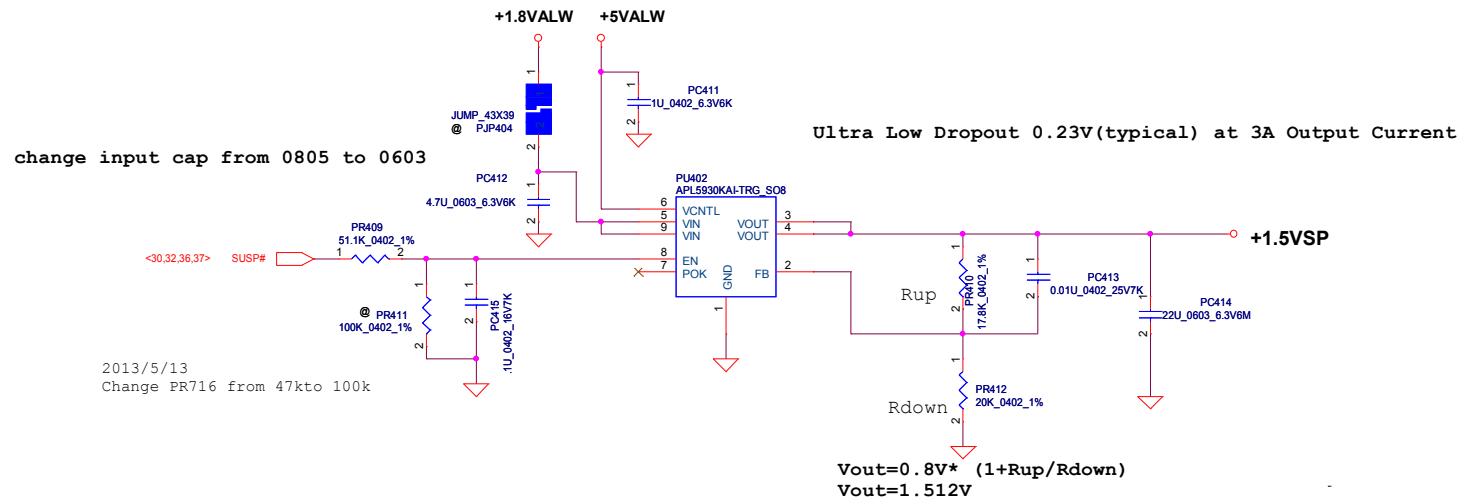 +1.8VALW +5VALW
1
PC411
1U_0402_6.3V6K
2
1
JUMP_43X39
@ PJP404
2
Ultra Low Dropout 0.23V(typical) at 3A Output Current
change input cap from 0805 to 0603
PC412
4.7U_0603_6.3V6K
1
2
PU402
APL5930KAI-TRG_SO8
6 VCNTL
5 VIN
9 VIN
8 EN
7 POK
VOUT 3
VOUT 4
FB 2
GND
1
+1.5VSP
<30,32,36,37> SUSP#
PR409
51.1K_0402_1%
1 2
1
@ PR411
100K_0402_1%
2
1
PC415
.1U_0402_16V7K
2
Rup
1
PR410
17.8K_0402_1%
2
1
PC413
0.01U_0402_25V7K
2
1
PC414
22U_0603_6.3V6M
2
2013/5/13
Change PR716 from 47kto 100k
Rdown
1
PR412
20K_0402_1%
2
Vout=0.8V* (1+Rup/Rdown)
Vout=1.512V
-